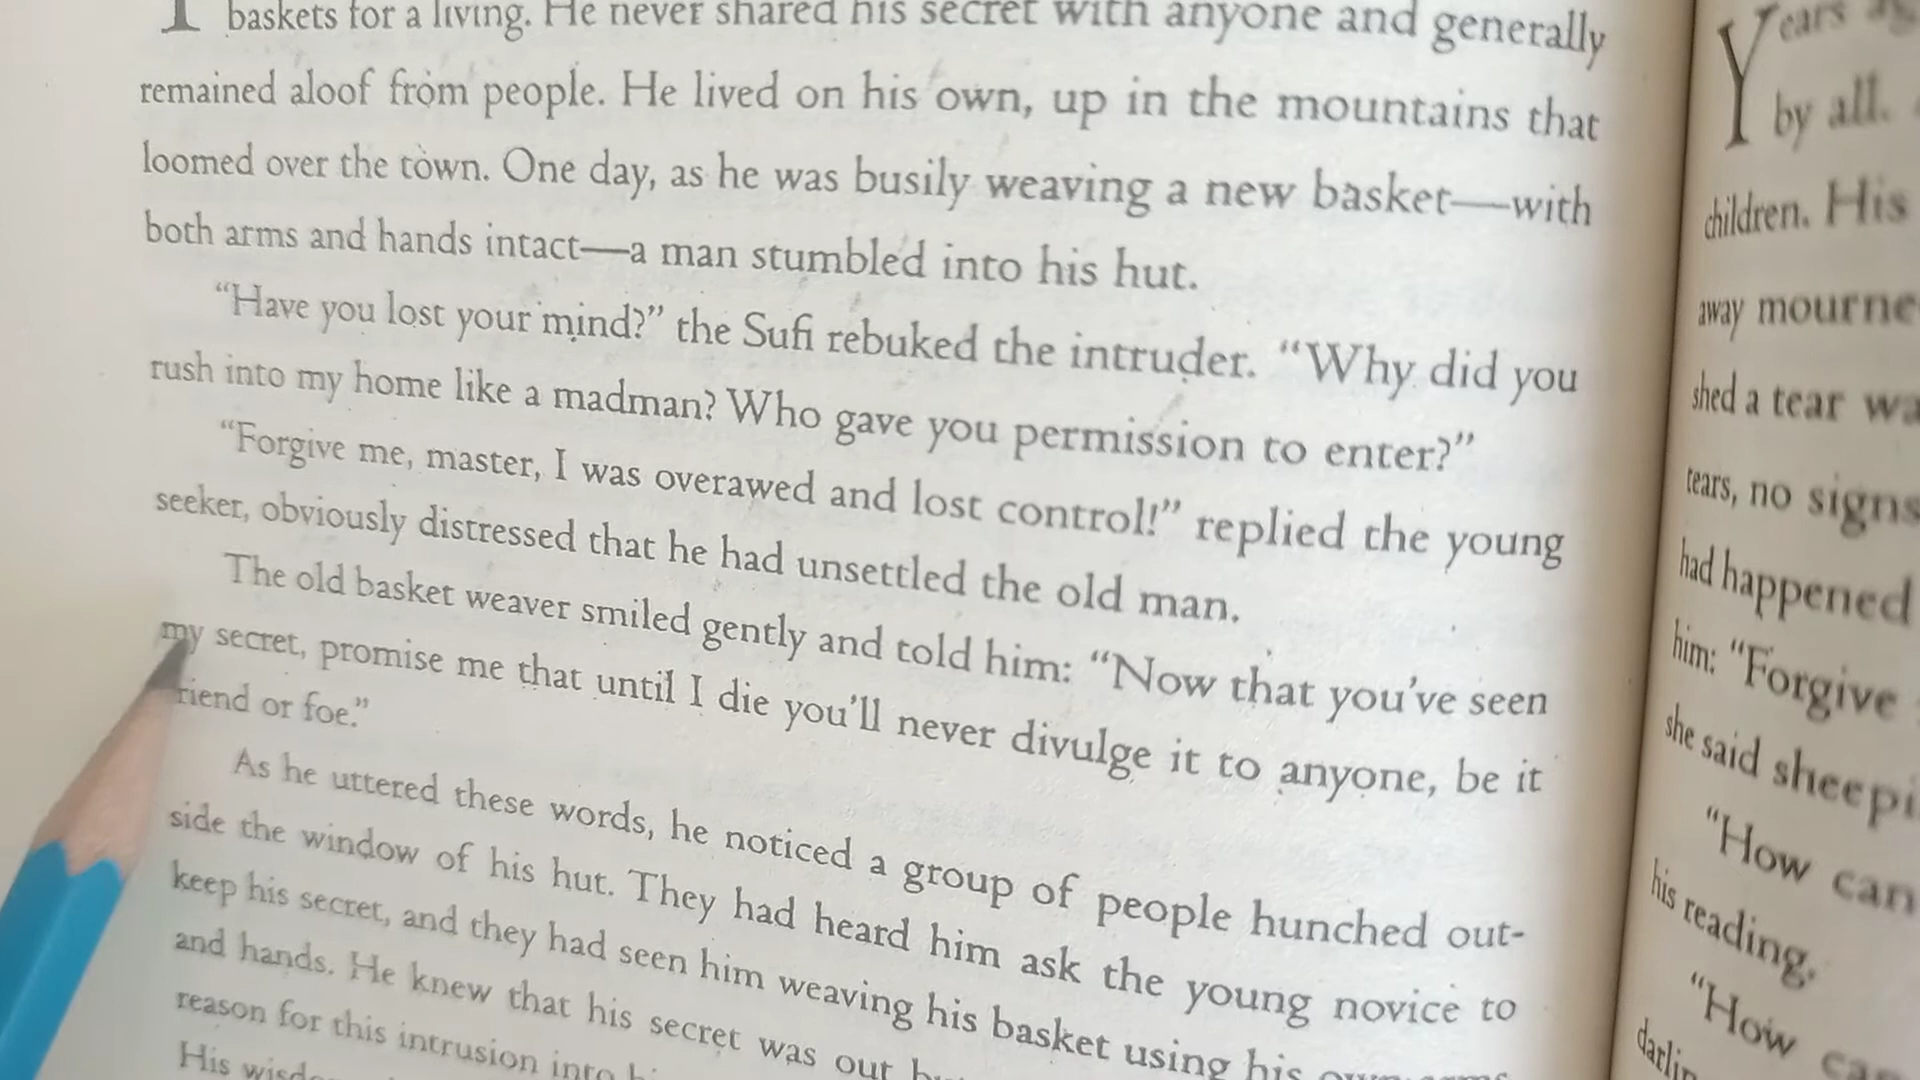 baskets for a living. He never shared his secret with anyone and generally
remained aloof from people. He lived on his own, up in the mountains that
loomed over the town. One day, as he was busily weaving a new basket—with
both arms and hands intact—a man stumbled into his hut.
“Have you lost your mind?” the Sufi rebuked the intruder. “Why did you
rush into my home like a madman? Who gave you permission to enter?”
“Forgive me, master, I was overawed and lost control!” replied the young
seeker, obviously distressed that he had unsettled the old man.
The old basket weaver smiled gently and told him: “Now that you’ve seen
my secret, promise me that until I die you’ll never divulge it to anyone, be it
riend or foe.”
As he uttered these words, he noticed a group of people hunched out-
side the window of his hut. They had heard him ask the young novice to
keep his secret, and they had seen him weaving his basket using his own arms
and hands. He knew that his secret was out
reason for this intrusion into
His
Years
by all.
children. His
away mourne
shed a tear wa
tears, no signs
had happened
him: “Forgive
she said sheepi
“How can
his reading.
“How can
darlin